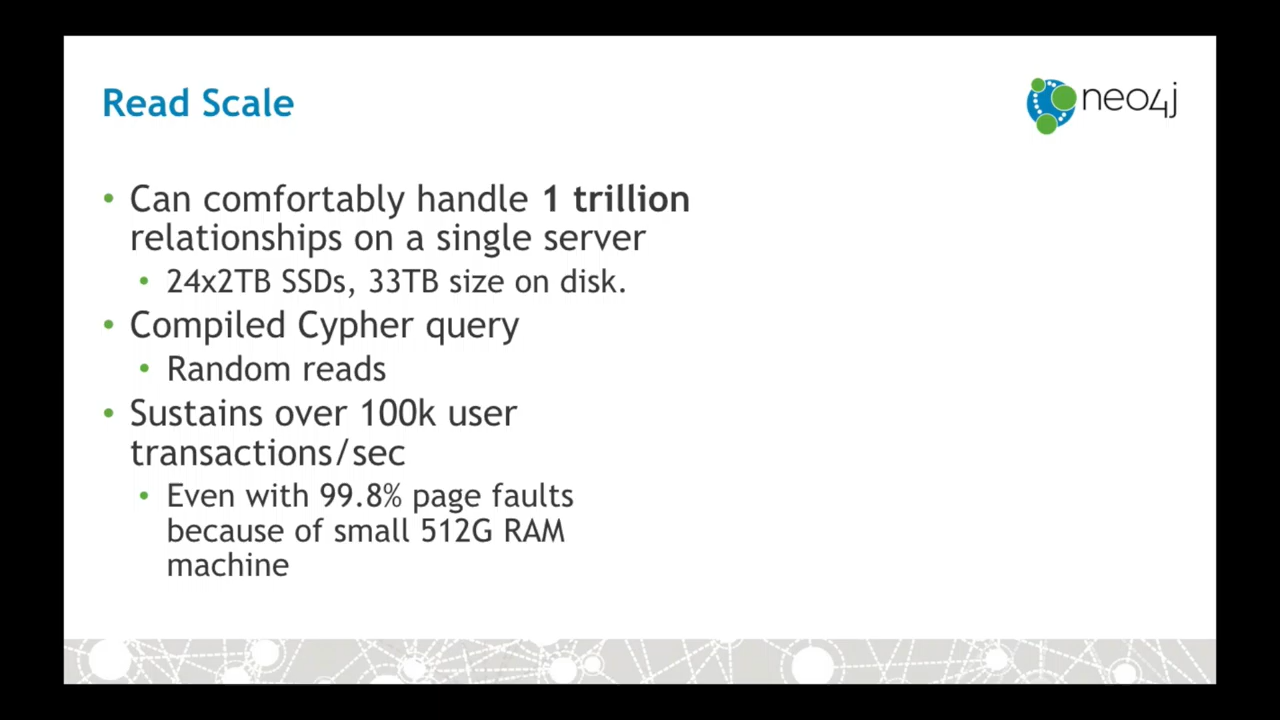 Read Scale
neo4j
• Can comfortably handle 1 trillion
relationships on a single server
• 24x2TB SSDs, 33TB size on disk.
• Compiled Cypher query
• Random reads
• Sustains over 100k user
transactions/sec
• Even with 99.8% page faults
because of small 512G RAM
machine